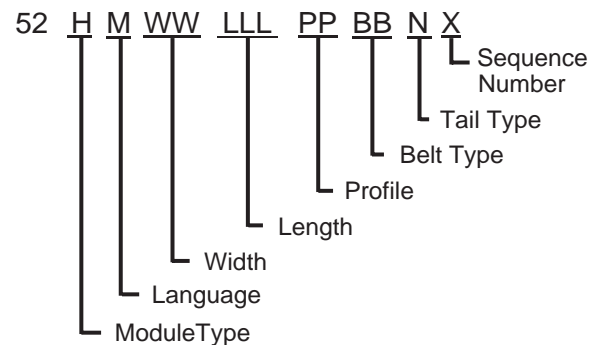 52 H M WW LLL PP BB N X
Sequence
Number
Tail Type
Belt Type
Profile
Length
Width
Language
ModuleType